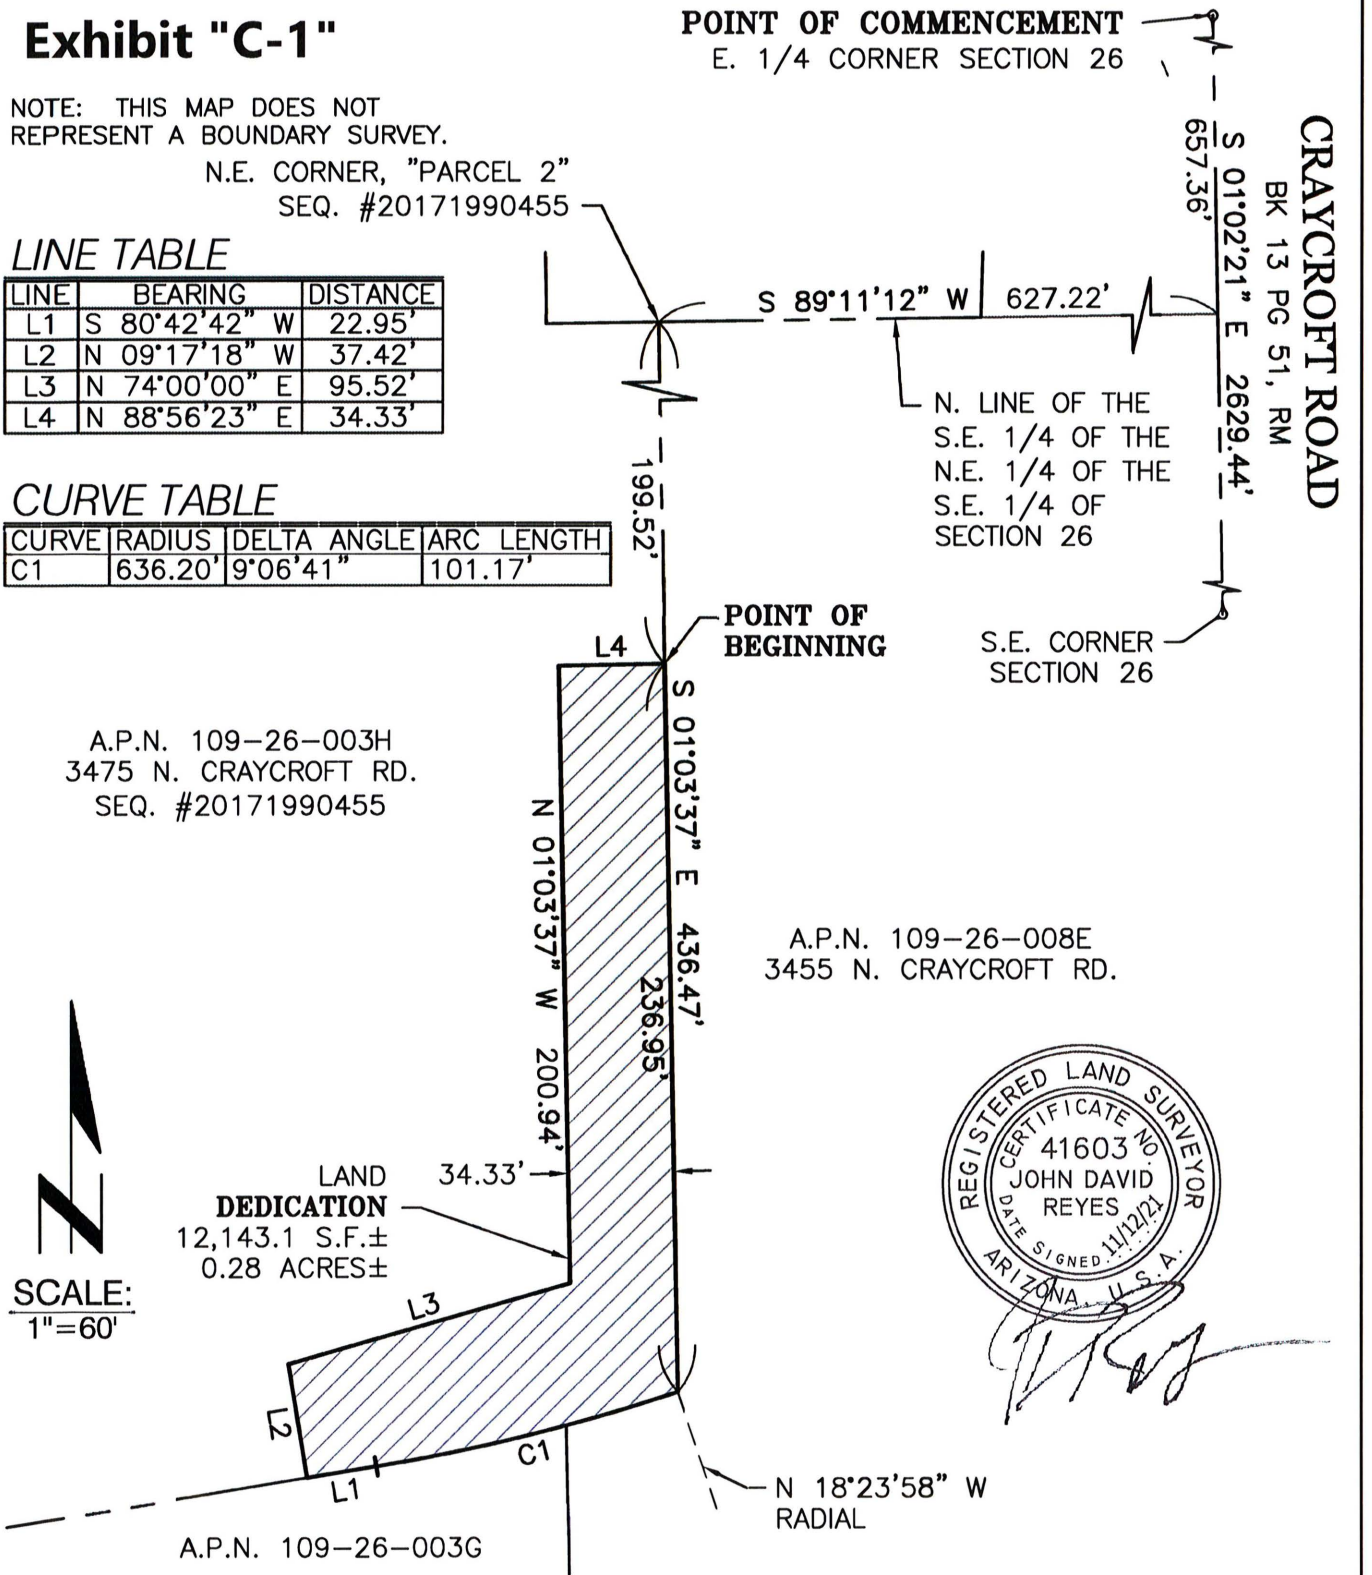 Exhibit "C-1"
NOTE: THIS MAP DOES NOT
REPRESENT A BOUNDARY SURVEY.
POINT OF COMMENCEMENT
E. 1/4 CORNER SECTION 26
N.E. CORNER, "PARCEL 2"
SEQ. #20171990455
LINE TABLE
LINE BEARING DISTANCE
L1 S 80°42'42" W 22.95'
L2 N 09°17'18" W 37.42'
L3 N 74°00'00" E 95.52'
L4 N 88°56'23" E 34.33'
CURVE TABLE
CURVE RADIUS DELTA ANGLE ARC LENGTH
C1 636.20' 9°06'41" 101.17'
CRAYCROFT ROAD
BK 13 PG 51, RM
S 01°02'21" E 2629.44'
657.36'
S 89°11'12" W 627.22'
N. LINE OF THE
S.E. 1/4 OF THE
N.E. 1/4 OF THE
S.E. 1/4 OF
SECTION 26
199.52'
POINT OF
BEGINNING
S.E. CORNER
SECTION 26
L4
S 01°03'37" E 436.47'
236.95'
A.P.N. 109-26-003H
3475 N. CRAYCROFT RD.
SEQ. #20171990455
N 01°03'37" W 200.94'
A.P.N. 109-26-008E
3455 N. CRAYCROFT RD.
34.33'
LAND
DEDICATION
12,143.1 S.F.±
0.28 ACRES±
N
SCALE:
1"=60'
L3
L2
L1
C1
N 18°23'58" W
RADIAL
A.P.N. 109-26-003G
REGISTERED LAND SURVEYOR
CERTIFICATE NO.
41603
JOHN DAVID
REYES
DATE SIGNED 11/12/21
ARIZONA, U.S.A.